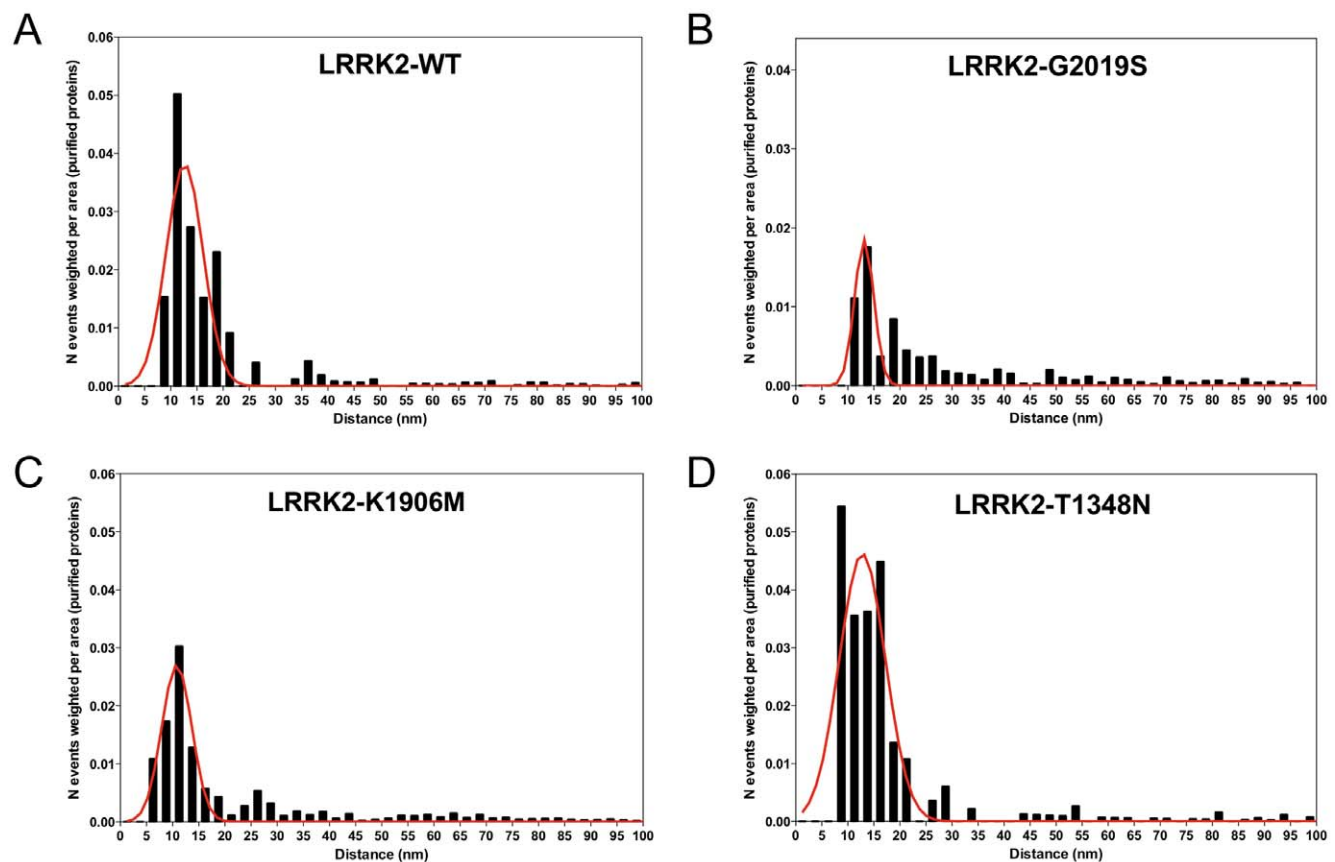 A
LRRK2-WT
N events weighted per area (purified proteins)
0.06
0.05
0.04
0.03
0.02
0.01
0.00
0 5 10 15 20 25 30 35 40 45 50 55 60 65 70 75 80 85 90 95 100
Distance (nm)
B
LRRK2-G2019S
N events weighted per area (purified proteins)
0.04
0.03
0.02
0.01
0.00
0 5 10 15 20 25 30 35 40 45 50 55 60 65 70 75 80 85 90 95 100
Distance (nm)
C
LRRK2-K1906M
N events weighted per area (purified proteins)
0.06
0.05
0.04
0.03
0.02
0.01
0.00
0 5 10 15 20 25 30 35 40 45 50 55 60 65 70 75 80 85 90 95 100
Distance (nm)
D
LRRK2-T1348N
N events weighted per area (purified proteins)
0.06
0.05
0.04
0.03
0.02
0.01
0.00
0 5 10 15 20 25 30 35 40 45 50 55 60 65 70 75 80 85 90 95 100
Distance (nm)